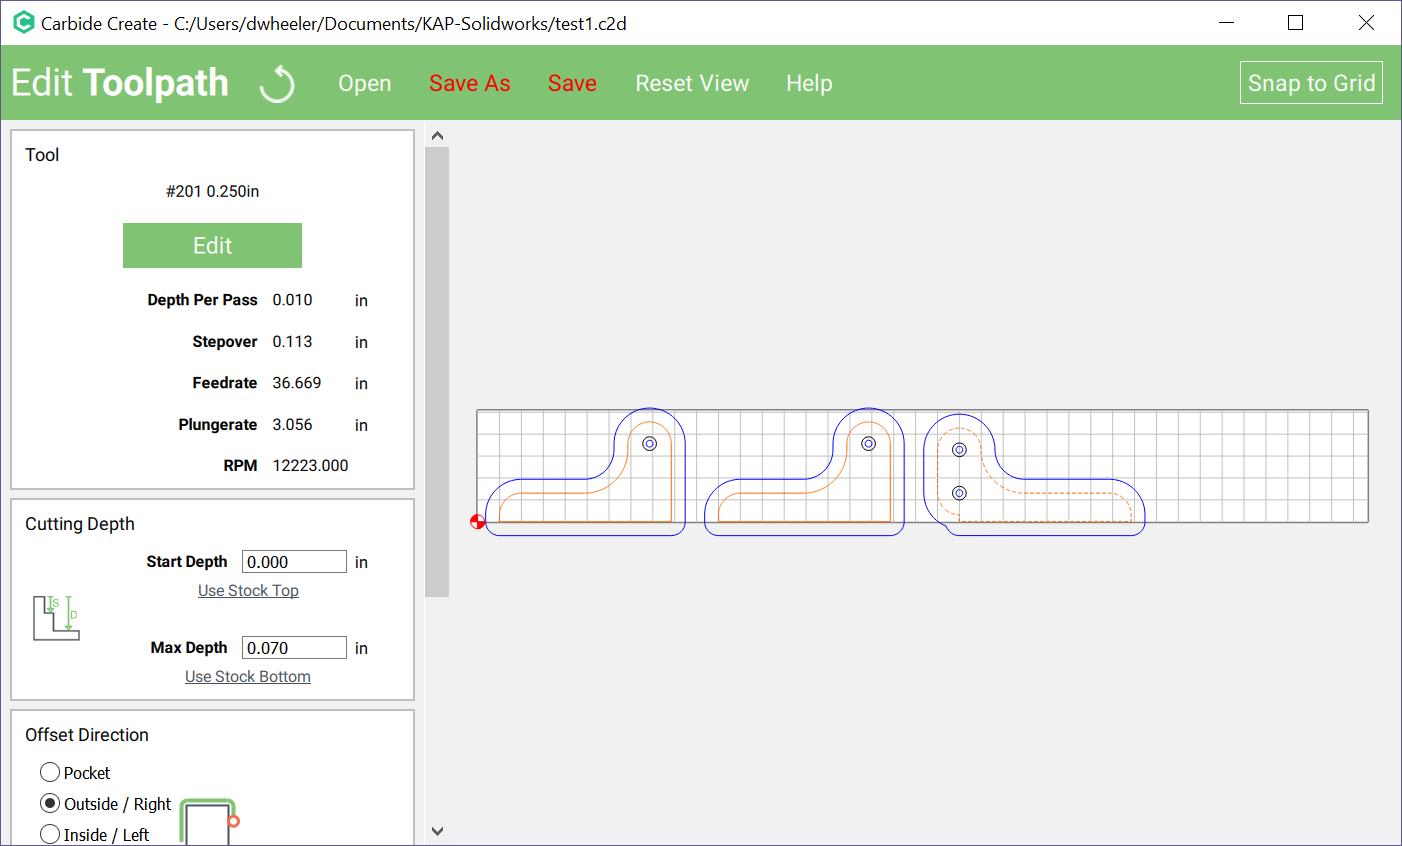 Carbide Create - C:/Users/dwheeler/Documents/KAP-Solidworks/test1.c2d
Edit Toolpath Open Save As Save Reset View Help Snap to Grid
Tool
#201 0.250in
Edit
Depth Per Pass 0.010 in
Stepover 0.113 in
Feedrate 36.669 in
Plungerate 3.056 in
RPM 12223.000
Cutting Depth
Start Depth 0.000 in
Use Stock Top
S
D
Max Depth 0.070 in
Use Stock Bottom
Offset Direction
Pocket
Outside / Right
Inside / Left